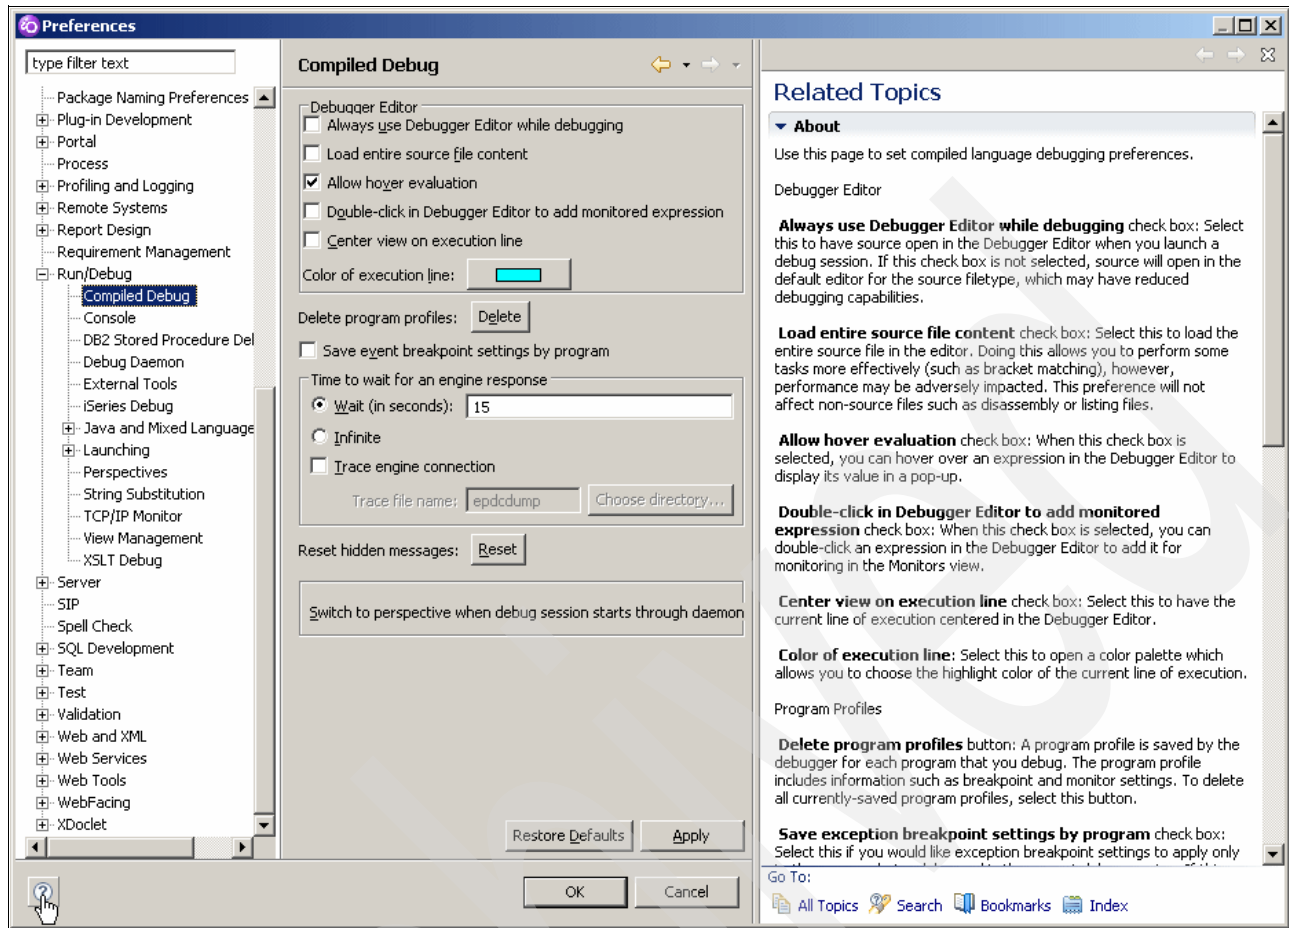 Preferences
type filter text
Package Naming Preferences
Plug-in Development
Portal
Process
Profiling and Logging
Remote Systems
Report Design
Requirement Management
Run/Debug
Compiled Debug
Console
DB2 Stored Procedure Del
Debug Daemon
External Tools
iSeries Debug
Java and Mixed Language
Launching
Perspectives
String Substitution
TCP/IP Monitor
View Management
XSLT Debug
Server
SIP
Spell Check
SQL Development
Team
Test
Validation
Web and XML
Web Services
Web Tools
WebFacing
XDoclet
Compiled Debug
Debugger Editor
Always use Debugger Editor while debugging
Load entire source file content
Allow hover evaluation
Double-click in Debugger Editor to add monitored expression
Center view on execution line
Color of execution line:
Delete program profiles: Delete
Save event breakpoint settings by program
Time to wait for an engine response
Wait (in seconds): 15
Infinite
Trace engine connection
Trace file name: epdcdump Choose directory...
Reset hidden messages: Reset
Switch to perspective when debug session starts through daemon
Restore Defaults Apply
OK Cancel
Related Topics
About
Use this page to set compiled language debugging preferences.
Debugger Editor
Always use Debugger Editor while debugging check box: Select
this to have source open in the Debugger Editor when you launch a
debug session. If this check box is not selected, source will open in the
default editor for the source filetype, which may have reduced
debugging capabilities.
Load entire source file content check box: Select this to load the
entire source file in the editor. Doing this allows you to perform some
tasks more effectively (such as bracket matching), however,
performance may be adversely impacted. This preference will not
affect non-source files such as disassembly or listing files.
Allow hover evaluation check box: When this check box is
selected, you can hover over an expression in the Debugger Editor to
display its value in a pop-up.
Double-click in Debugger Editor to add monitored
expression check box: When this check box is selected, you can
double-click an expression in the Debugger Editor to add it for
monitoring in the Monitors view.
Center view on execution line check box: Select this to have the
current line of execution centered in the Debugger Editor.
Color of execution line: Select this to open a color palette which
allows you to choose the highlight color of the current line of execution.
Program Profiles
Delete program profiles button: A program profile is saved by the
debugger for each program that you debug. The program profile
includes information such as breakpoint and monitor settings. To delete
all currently-saved program profiles, select this button.
Save exception breakpoint settings by program check box:
Select this if you would like exception breakpoint settings to apply only
Go To:
All Topics Search Bookmarks Index